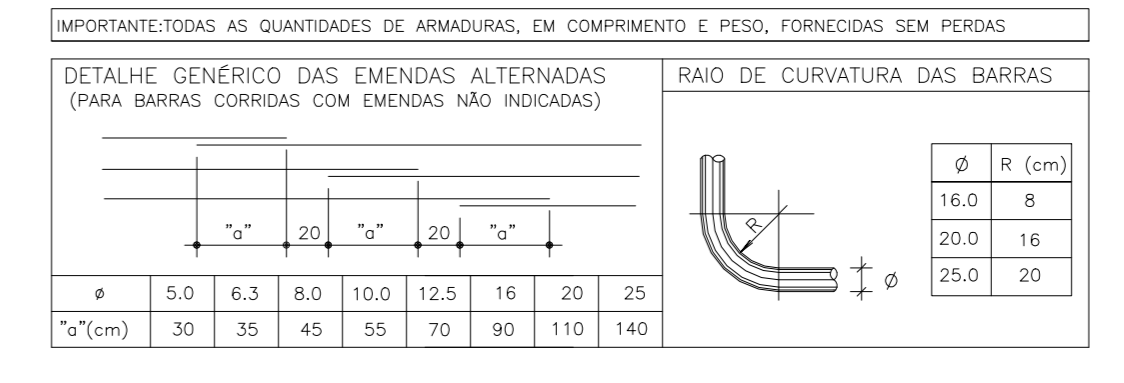 IMPORTANTE:TODAS AS QUANTIDADES DE ARMADURAS, EM COMPRIMENTO E PESO, FORNECIDAS SEM PERDAS
DETALHE GENÉRICO DAS EMENDAS ALTERNADAS
(PARA BARRAS CORRIDAS COM EMENDAS NÃO INDICADAS)
"a" 20 "a" 20 "a"
ø 5.0 6.3 8.0 10.0 12.5 16 20 25
"a"(cm) 30 35 45 55 70 90 110 140
RAIO DE CURVATURA DAS BARRAS
R
ø
Ø R (cm)
16.0 8
20.0 16
25.0 20